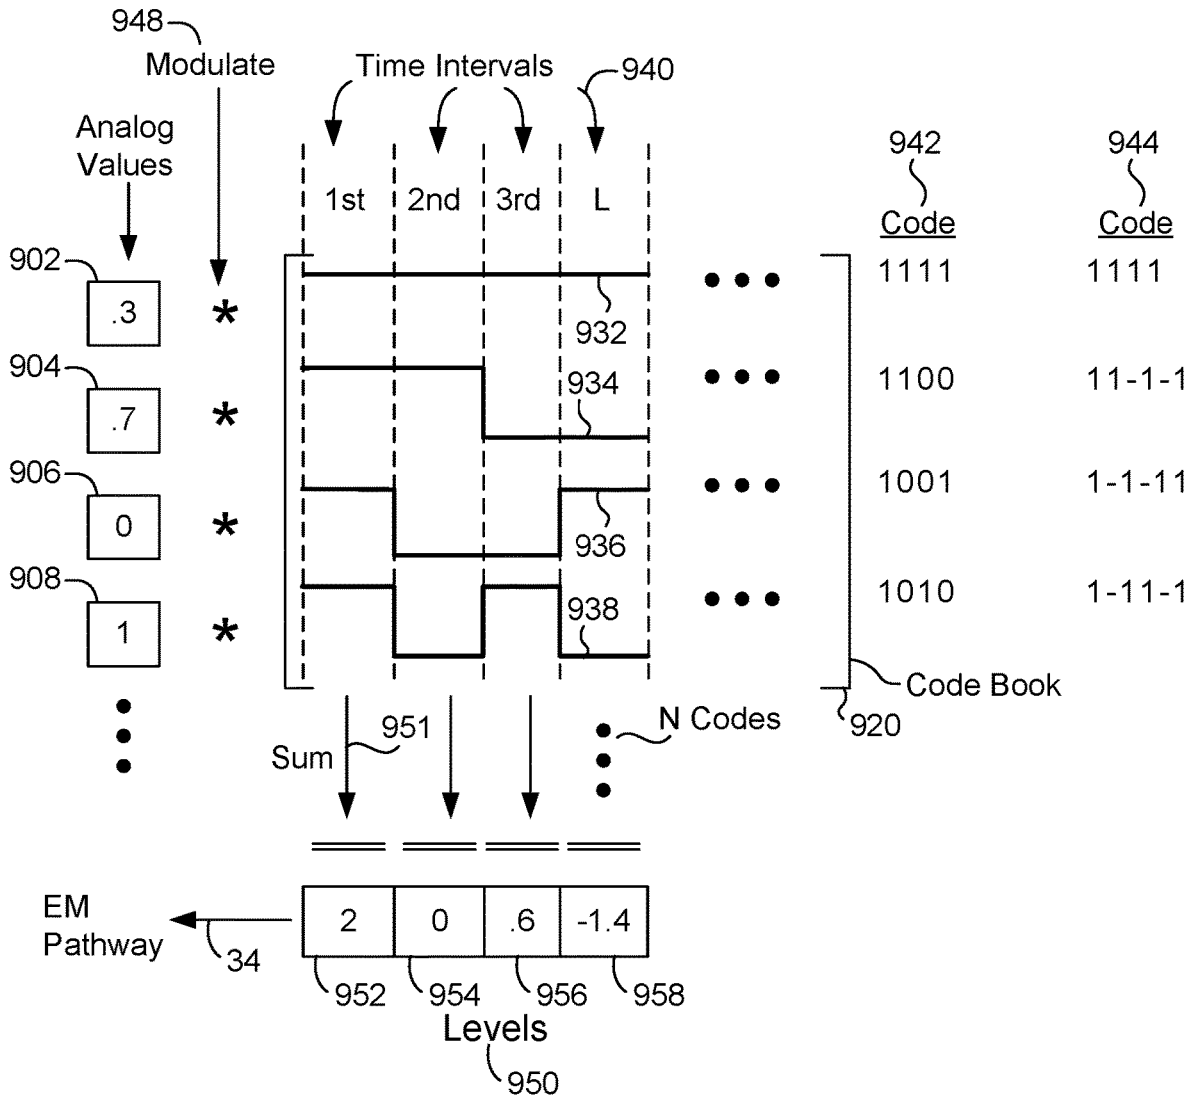 948
Modulate
Time Intervals
940
Analog
Values
942
944
1st 2nd 3rd L
Code
Code
902
.3
*
932
1111
1111
904
.7
*
934
1100
11-1-1
906
0
*
936
1001
1-1-11
908
1
*
938
1010
1-11-1
Code Book
920
N Codes
951
Sum
EM
Pathway
34
2 0 .6 -1.4
952 954 956 958
Levels
950